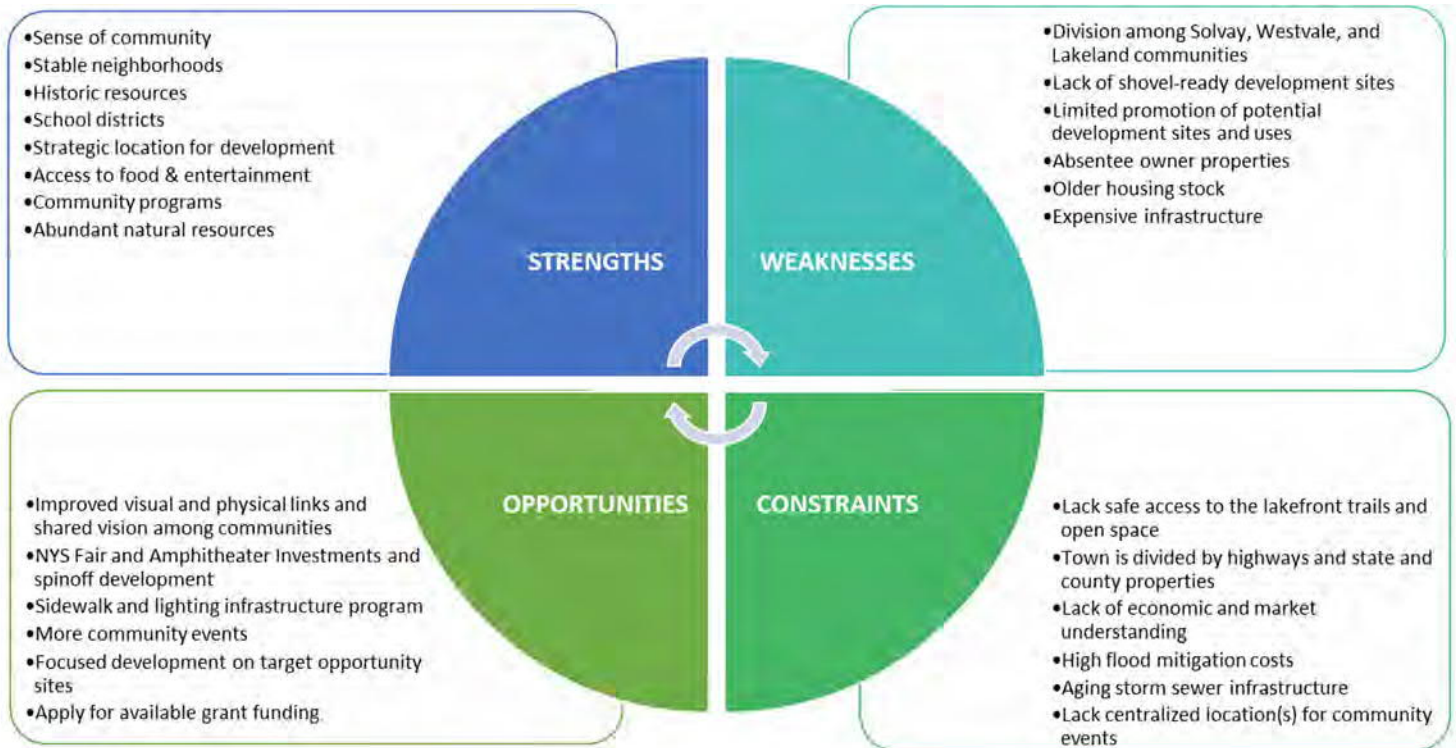 •Sense of community
•Stable neighborhoods
•Historic resources
•School districts
•Strategic location for development
•Access to food & entertainment
•Community programs
•Abundant natural resources
STRENGTHS
•Division among Solvay, Westvale, and
Lakeland communities
•Lack of shovel-ready development sites
•Limited promotion of potential
development sites and uses
•Absentee owner properties
•Older housing stock
•Expensive infrastructure
WEAKNESSES
•Improved visual and physical links and
shared vision among communities
•NYS Fair and Amphitheater Investments and
spinoff development
•Sidewalk and lighting infrastructure program
•More community events
•Focused development on target opportunity
sites
•Apply for available grant funding
OPPORTUNITIES
CONSTRAINTS
•Lack safe access to the lakefront trails and
open space
•Town is divided by highways and state and
county properties
•Lack of economic and market
understanding
•High flood mitigation costs
•Aging storm sewer infrastructure
•Lack centralized location(s) for community
events